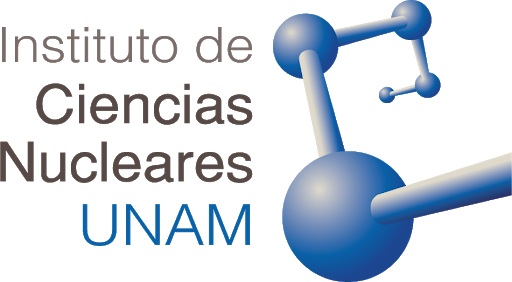 Instituto de
Ciencias
Nucleares
UNAM